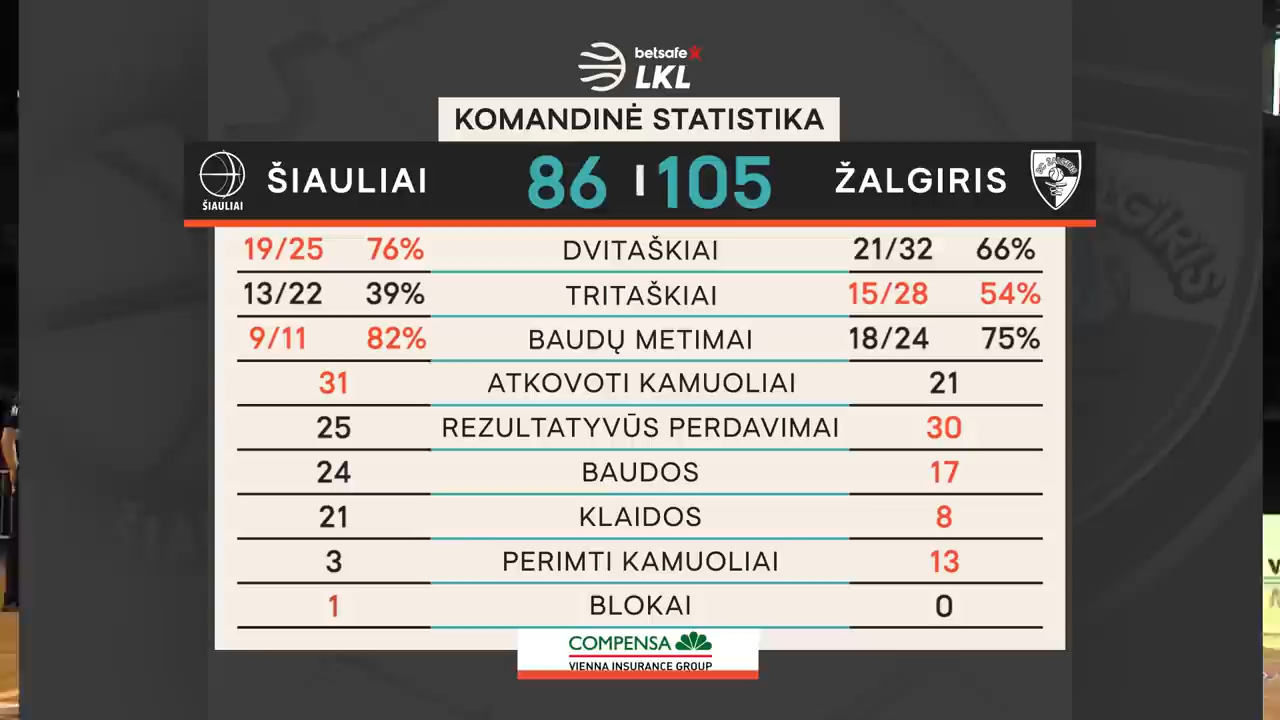 betsafe
LKL
KOMANDINĖ STATISTIKA
ŠIAULIAI
ŠIAULIAI 86 105 ŽALGIRIS
19/25 76% DVITAŠKIAI 21/32 66%
13/22 39% TRITAŠKIAI 15/28 54%
9/11 82% BAUDŲ METIMAI 18/24 75%
31 ATKOVOTI KAMUOLIAI 21
25 REZULTATYVŪS PERDAVIMAI 30
24 BAUDOS 17
21 KLAIDOS 8
3 PERIMTI KAMUOLIAI 13
1 BLOKAI 0
COMPENSA
VIENNA INSURANCE GROUP